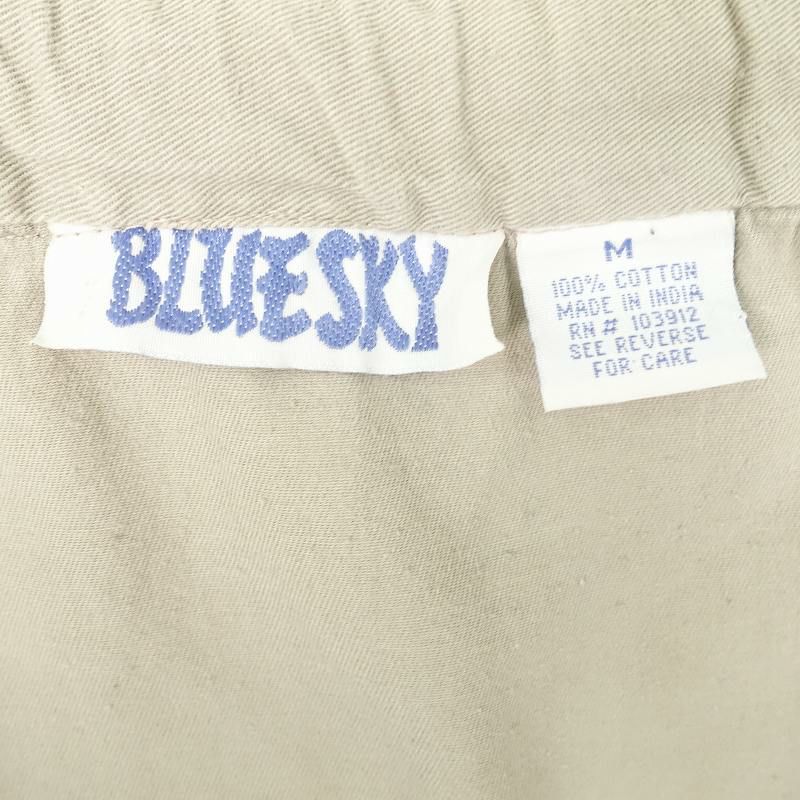 BLUESKY
M
100% COTTON
MADE IN INDIA
RN # 103912
SEE REVERSE
FOR CARE